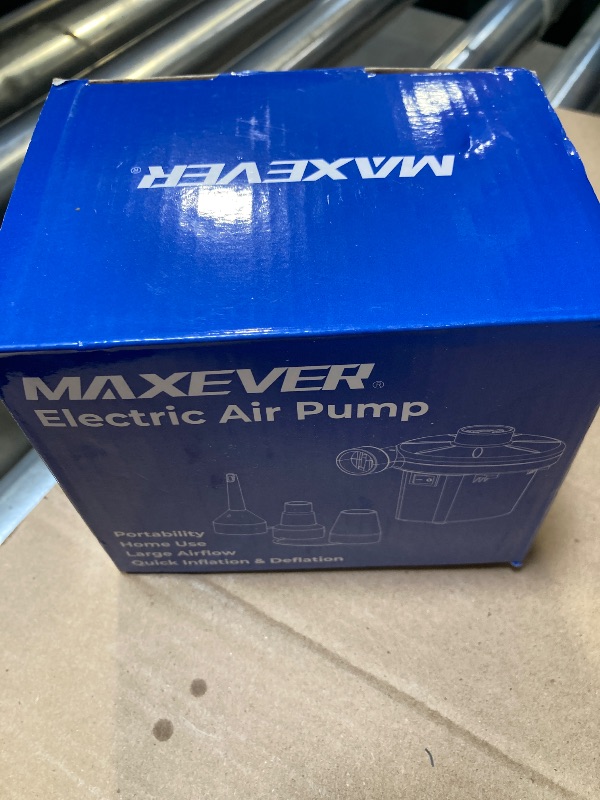 MAXEVER®
MAXEVER®
Electric Air Pump
Portability
Home Use
Large Airflow
Quick Inflation & Deflation